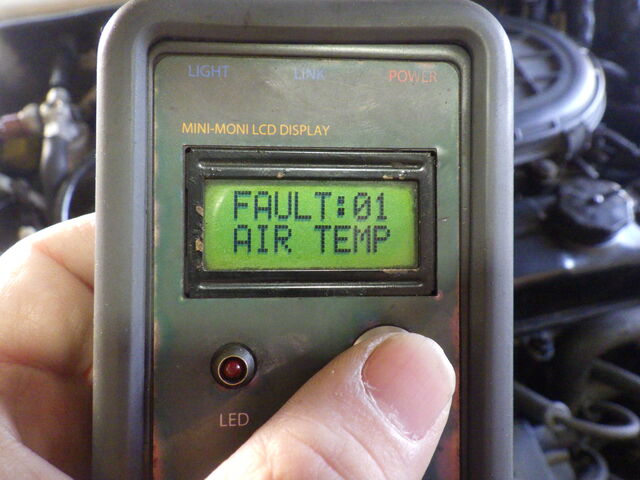 LIGHT LINK POWER
MINI-MONI LCD DISPLAY
FAULT:01
AIR TEMP
LED